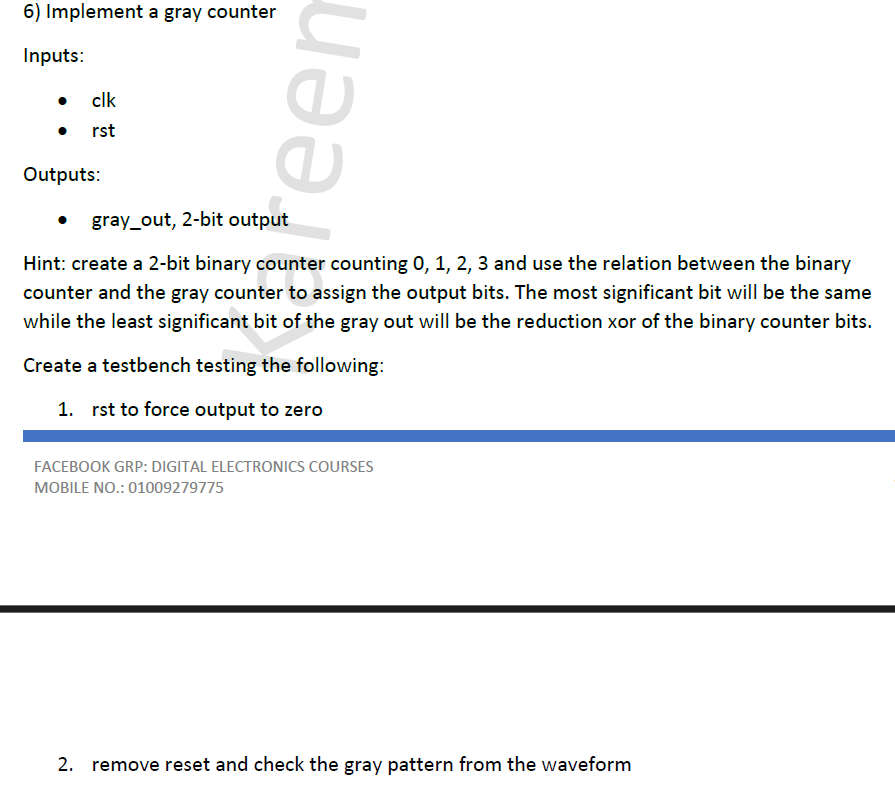 6) Implement a gray counter
Inputs:
• clk
• rst
Outputs:
• gray_out, 2-bit output
Hint: create a 2-bit binary counter counting 0, 1, 2, 3 and use the relation between the binary
counter and the gray counter to assign the output bits. The most significant bit will be the same
while the least significant bit of the gray out will be the reduction xor of the binary counter bits.
Create a testbench testing the following:
1. rst to force output to zero
FACEBOOK GRP: DIGITAL ELECTRONICS COURSES
MOBILE NO.: 01009279775
2. remove reset and check the gray pattern from the waveform
Kareem